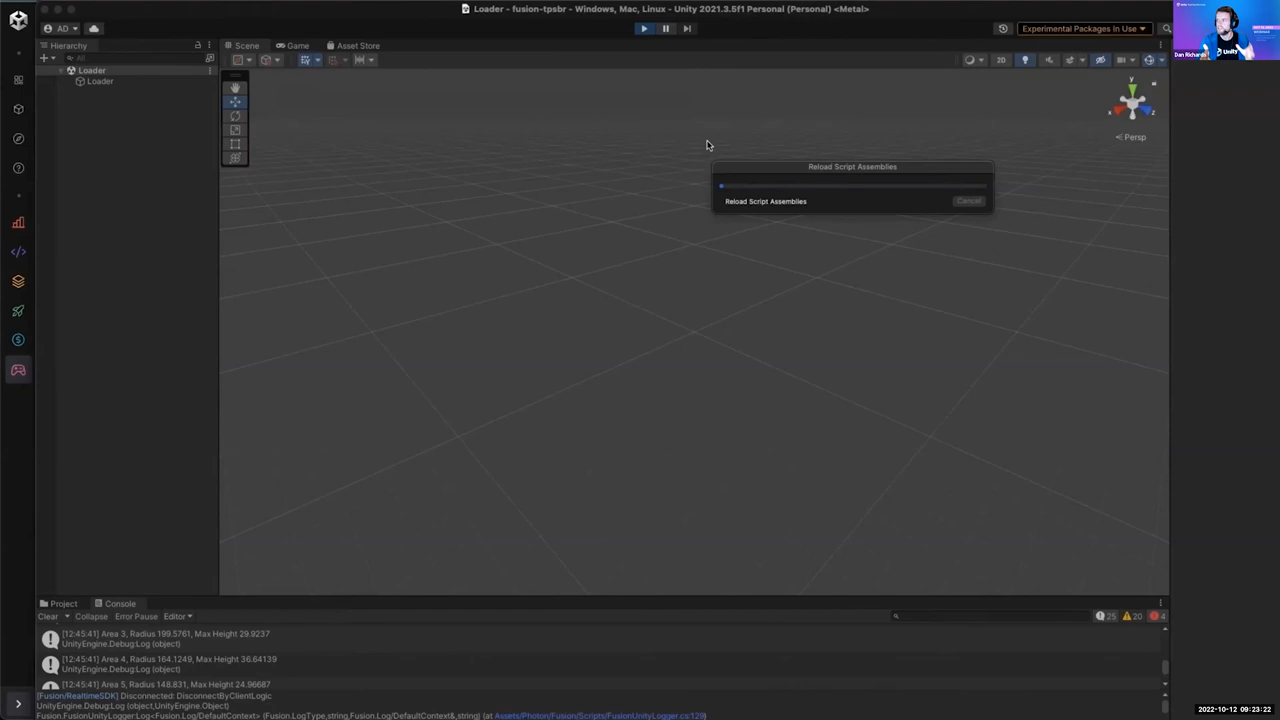 Loader - fusion-tpsbr - Windows, Mac, Linux - Unity 2021.3.5f1 Personal (Personal) <Metal>
AD
Experimental Packages In Use
Hierarchy
Scene
Game
Asset Store
All
2D
Loader
Loader
y
x
z
Persp
Reload Script Assemblies
Reload Script Assemblies
Cancel
Dan Richards
Unity
Project
Console
Clear
Collapse
Error Pause
Editor
25
20
4
[12:45:41] Area 3, Radius 199.5761, Max Height 29.9237
UnityEngine.Debug:Log (object)
[12:45:41] Area 4, Radius 164.1249, Max Height 36.64139
UnityEngine.Debug:Log (object)
[12:45:41] Area 5, Radius 148.831, Max Height 24.96687
[Fusion/RealtimeSDK] Disconnected: DisconnectByClientLogic
UnityEngine.Debug:Log (object,UnityEngine.Object)
Fusion.FusionUnityLogger:Log<Fusion.Log/DefaultContext> (Fusion.LogType,string,Fusion.Log/DefaultContext&,string) (at Assets/Photon/Fusion/Scripts/FusionUnityLogger.cs:129)
2022-10-12 09:23:22